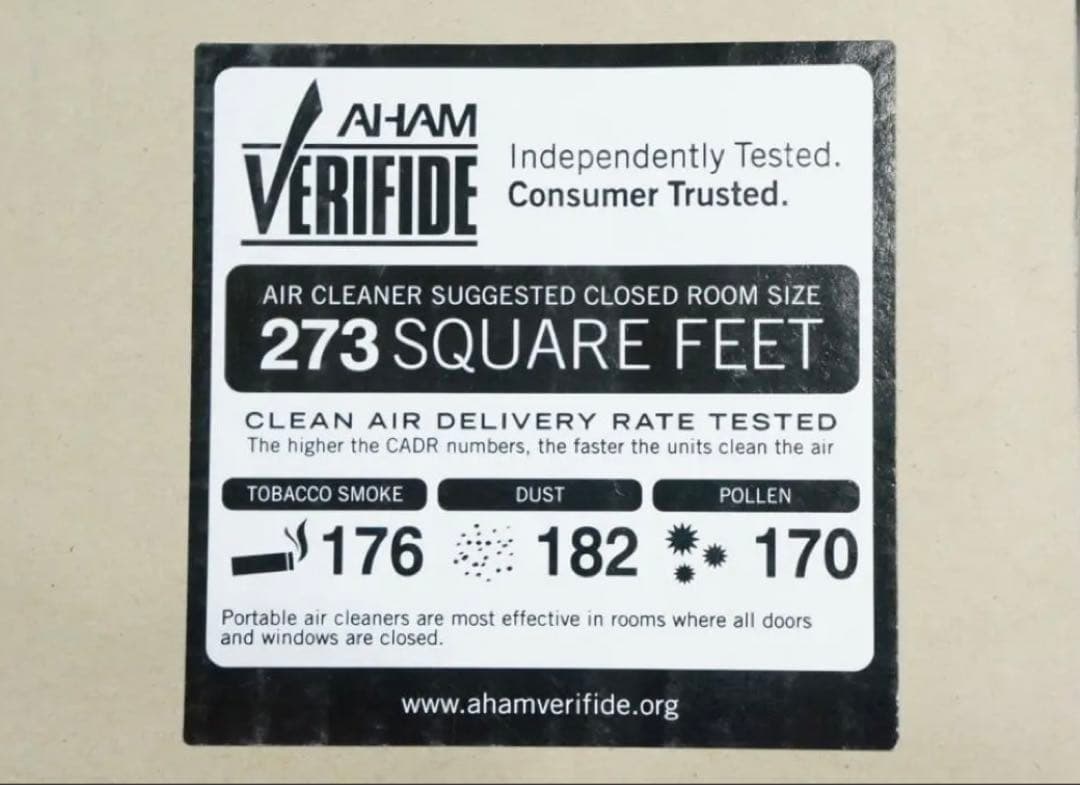 AHAM
VERIFIDE
Independently Tested.
Consumer Trusted.
AIR CLEANER SUGGESTED CLOSED ROOM SIZE
273 SQUARE FEET
CLEAN AIR DELIVERY RATE TESTED
The higher the CADR numbers, the faster the units clean the air
TOBACCO SMOKE DUST POLLEN
176 182 170
Portable air cleaners are most effective in rooms where all doors
and windows are closed.
www.ahamverifide.org